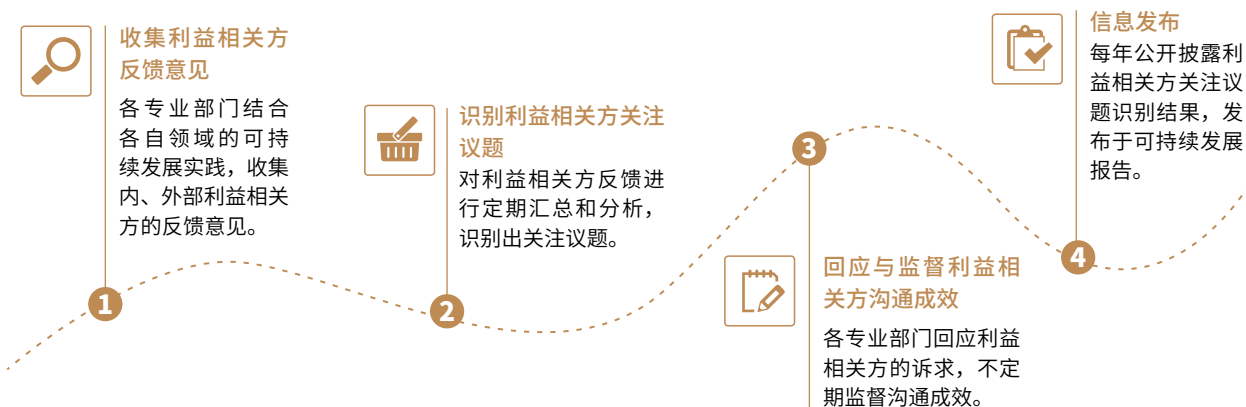 收集利益相关方
反馈意见
各专业部门结合
各自领域的可持
续发展实践，收集
内、外部利益相关
方的反馈意见。
1
识别利益相关方关注
议题
对利益相关方反馈进
行定期汇总和分析，
识别出关注议题。
2
3
回应与监督利益相
关方沟通成效
各专业部门回应利益
相关方的诉求，不定
期监督沟通成效。
信息发布
每年公开披露利
益相关方关注议
题识别结果，发
布于可持续发展
报告。
4